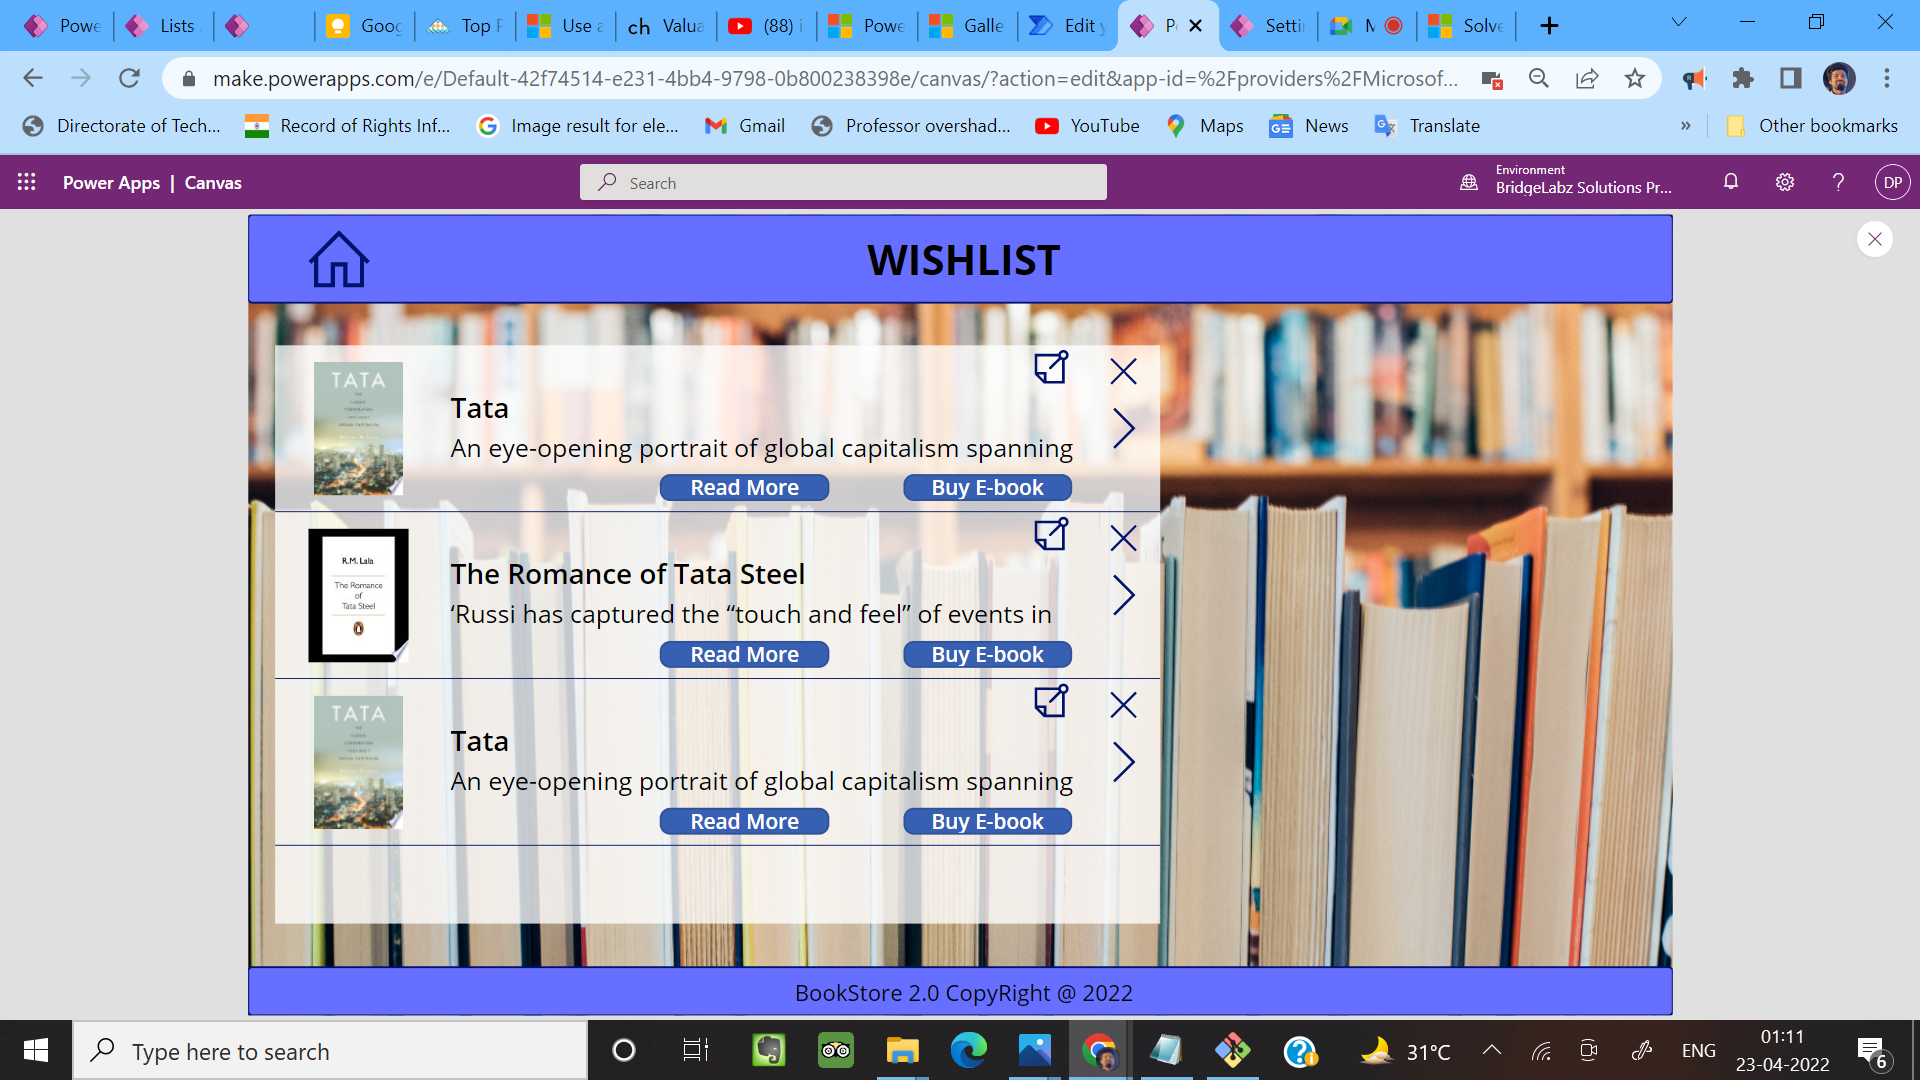 Powe
Lists
Goog
Top F
Use a
ch Valua
(88) i
Powe
Galle
Edit y
Settin
Solve
make.powerapps.com/e/Default-42f74514-e231-4bb4-9798-0b800238398e/canvas/?action=edit&app-id=%2Fproviders%2FMicrosof...
Directorate of Tech...
Record of Rights Inf...
Image result for ele...
Gmail
Professor overshad...
YouTube
Maps
News
Translate
»
Other bookmarks
Power Apps | Canvas
Search
Environment
BridgeLabz Solutions Pr...
?
DP
WISHLIST
TATA
Tata
An eye-opening portrait of global capitalism spanning
Read More
Buy E-book
R.M. Lala
The Romance
of
Tata Steel
The Romance of Tata Steel
‘Russi has captured the “touch and feel” of events in
Read More
Buy E-book
TATA
Tata
An eye-opening portrait of global capitalism spanning
Read More
Buy E-book
BookStore 2.0 CopyRight @ 2022
Type here to search
31°C
ENG
01:11
23-04-2022
6